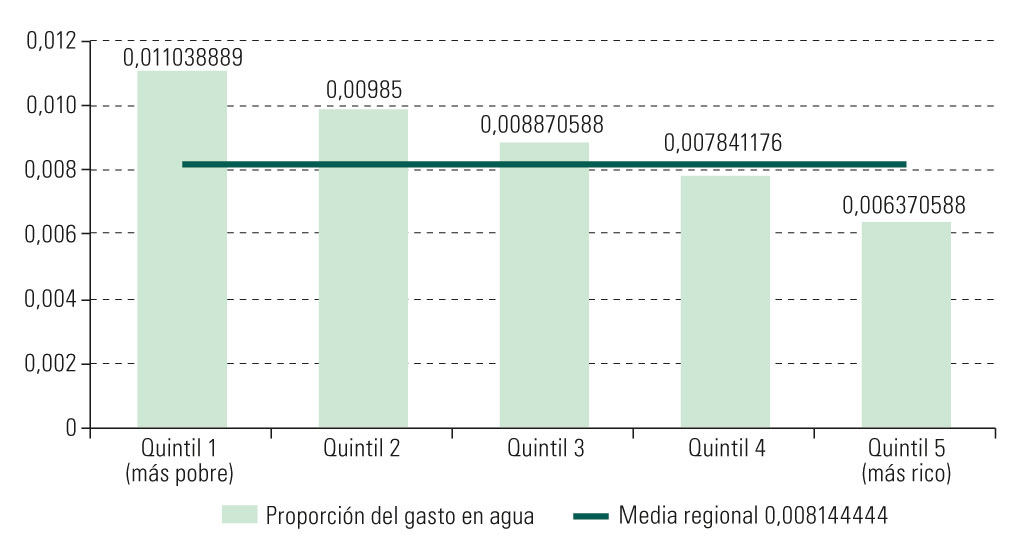 0,012
0,010
0,008
0,006
0,004
0,002
0
0,011038889
0,00985
0,008870588
0,007841176
0,006370588
Quintil 1
(más pobre)
Quintil 2
Quintil 3
Quintil 4
Quintil 5
(más rico)
Proporción del gasto en agua
Media regional 0,008144444